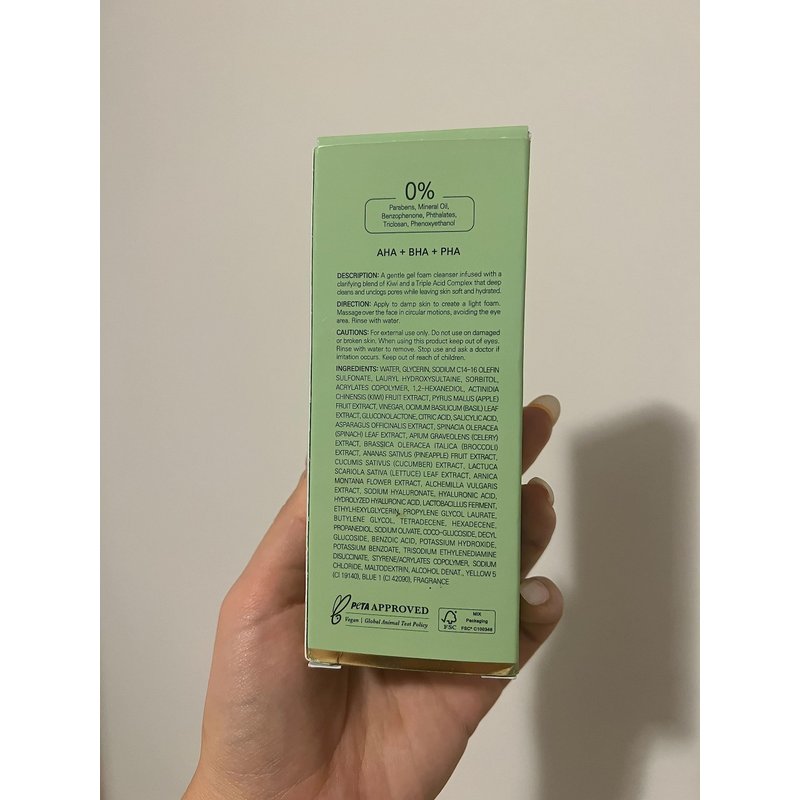 0%
Parabens, Mineral Oil,
Benzophenone, Phthalates,
Triclosan, Phenoxyethanol
AHA + BHA + PHA
DESCRIPTION: A gentle gel foam cleanser infused with a
clarifying blend of Kiwi and a Triple Acid Complex that deep
cleans and unclogs pores while leaving skin soft and hydrated.
DIRECTION: Apply to damp skin to create a light foam.
Massage over the face in circular motions, avoiding the eye
area. Rinse with water.
CAUTIONS: For external use only. Do not use on damaged
or broken skin. When using this product keep out of eyes.
Rinse with water to remove. Stop use and ask a doctor if
irritation occurs. Keep out of reach of children.
INGREDIENTS: WATER, GLYCERIN, SODIUM C14-16 OLEFIN
SULFONATE, LAURYL HYDROXYSULTAINE, SORBITOL,
ACRYLATES COPOLYMER, 1,2-HEXANEDIOL, ACTINIDIA
CHINENSIS (KIWI) FRUIT EXTRACT, PYRUS MALUS (APPLE)
FRUIT EXTRACT, VINEGAR, OCIMUM BASILICUM (BASIL) LEAF
EXTRACT, GLUCONOLACTONE, CITRIC ACID, SALICYLIC ACID,
ASPARAGUS OFFICINALIS EXTRACT, SPINACIA OLERACEA
(SPINACH) LEAF EXTRACT, APIUM GRAVEOLENS (CELERY)
EXTRACT, BRASSICA OLERACEA ITALICA (BROCCOLI)
EXTRACT, ANANAS SATIVUS (PINEAPPLE) FRUIT EXTRACT,
CUCUMIS SATIVUS (CUCUMBER) EXTRACT, LACTUCA
SCARIOLA SATIVA (LETTUCE) LEAF EXTRACT, ARNICA
MONTANA FLOWER EXTRACT, ALCHEMILLA VULGARIS
EXTRACT, SODIUM HYALURONATE, HYALURONIC ACID,
HYDROLYZED HYALURONIC ACID, LACTOBACILLUS FERMENT,
ETHYLHEXYLGLYCERIN, PROPYLENE GLYCOL LAURATE,
BUTYLENE GLYCOL, TETRADECENE, HEXADECENE,
PROPANEDIOL, SODIUM OLIVATE, COCO-GLUCOSIDE, DECYL
GLUCOSIDE, BENZOIC ACID, POTASSIUM HYDROXIDE,
POTASSIUM BENZOATE, TRISODIUM ETHYLENEDIAMINE
DISUCCINATE, STYRENE/ACRYLATES COPOLYMER, SODIUM
CHLORIDE, MALTODEXTRIN, ALCOHOL DENAT., YELLOW 5
(CI 19140), BLUE 1 (CI 42090), FRAGRANCE
PETA APPROVED
Vegan | Global Animal Test Policy
FSC
MIX
Packaging
FSC® C100348